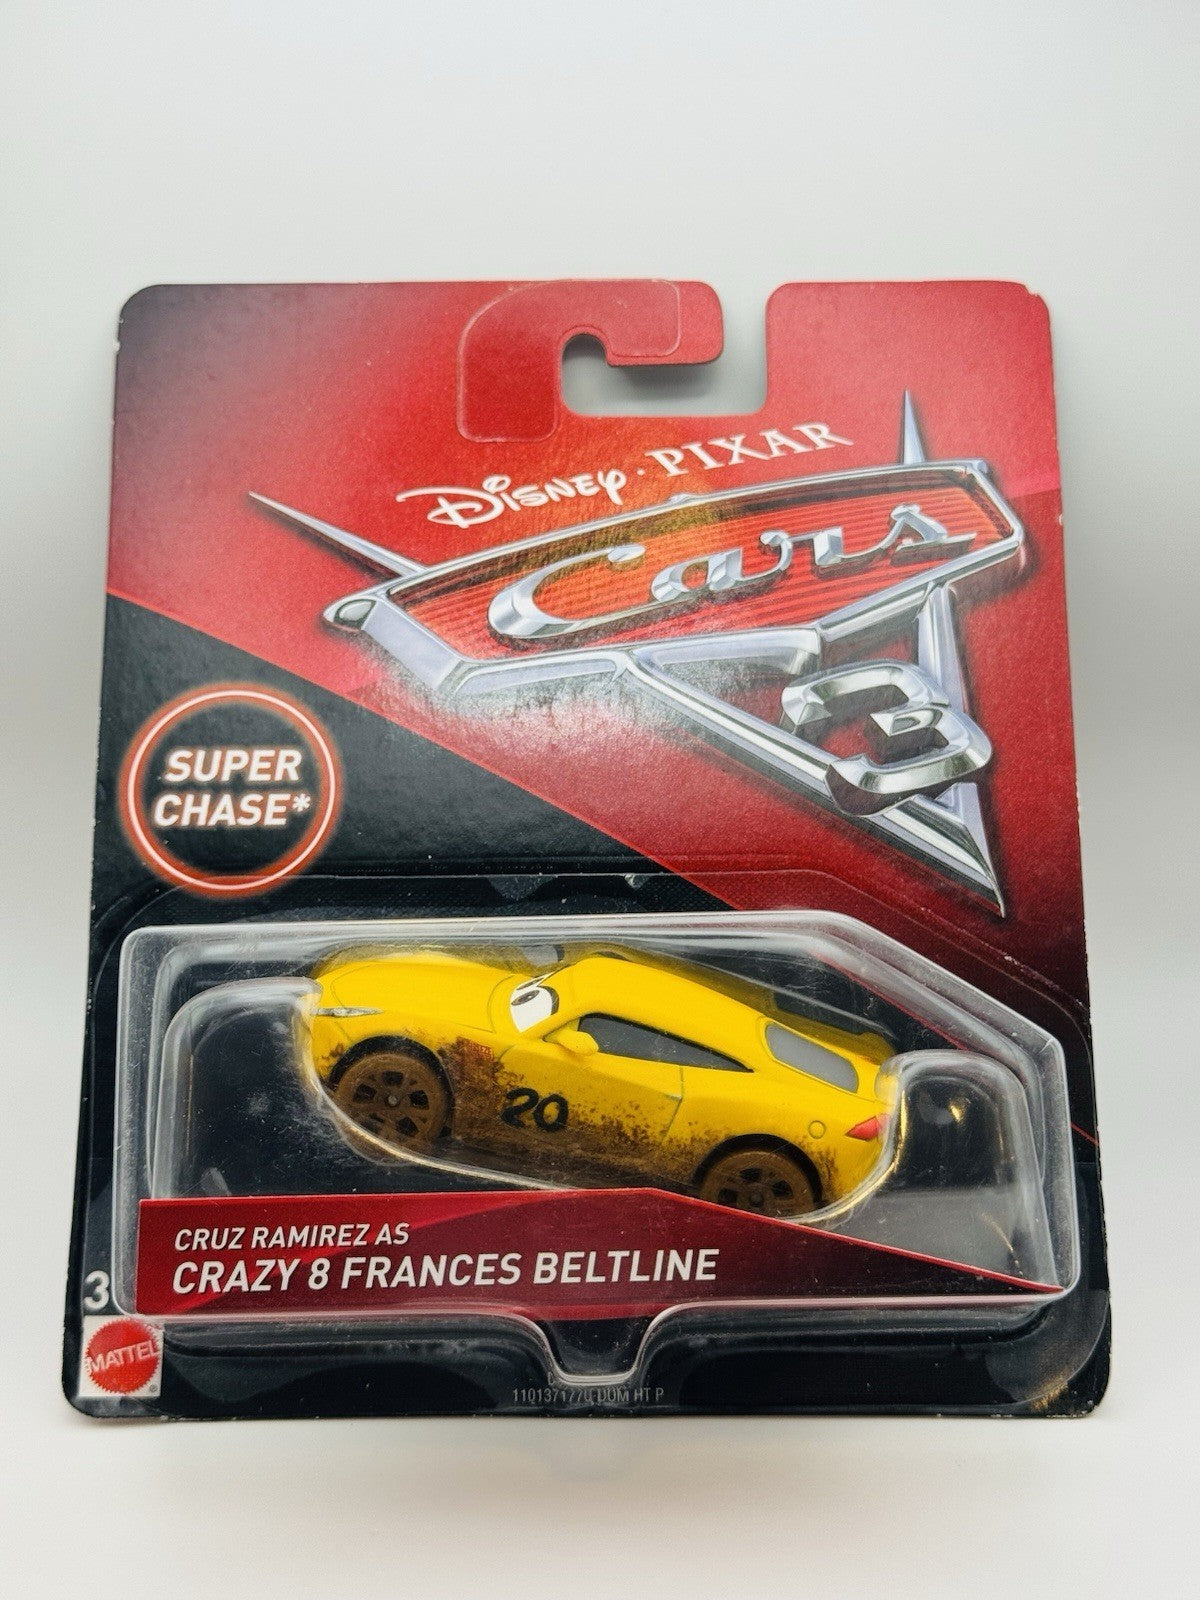 Disney · PIXAR
Cars
3
SUPER
CHASE*
20
CRUZ RAMIREZ AS
CRAZY 8 FRANCES BELTLINE
3
MATTEL